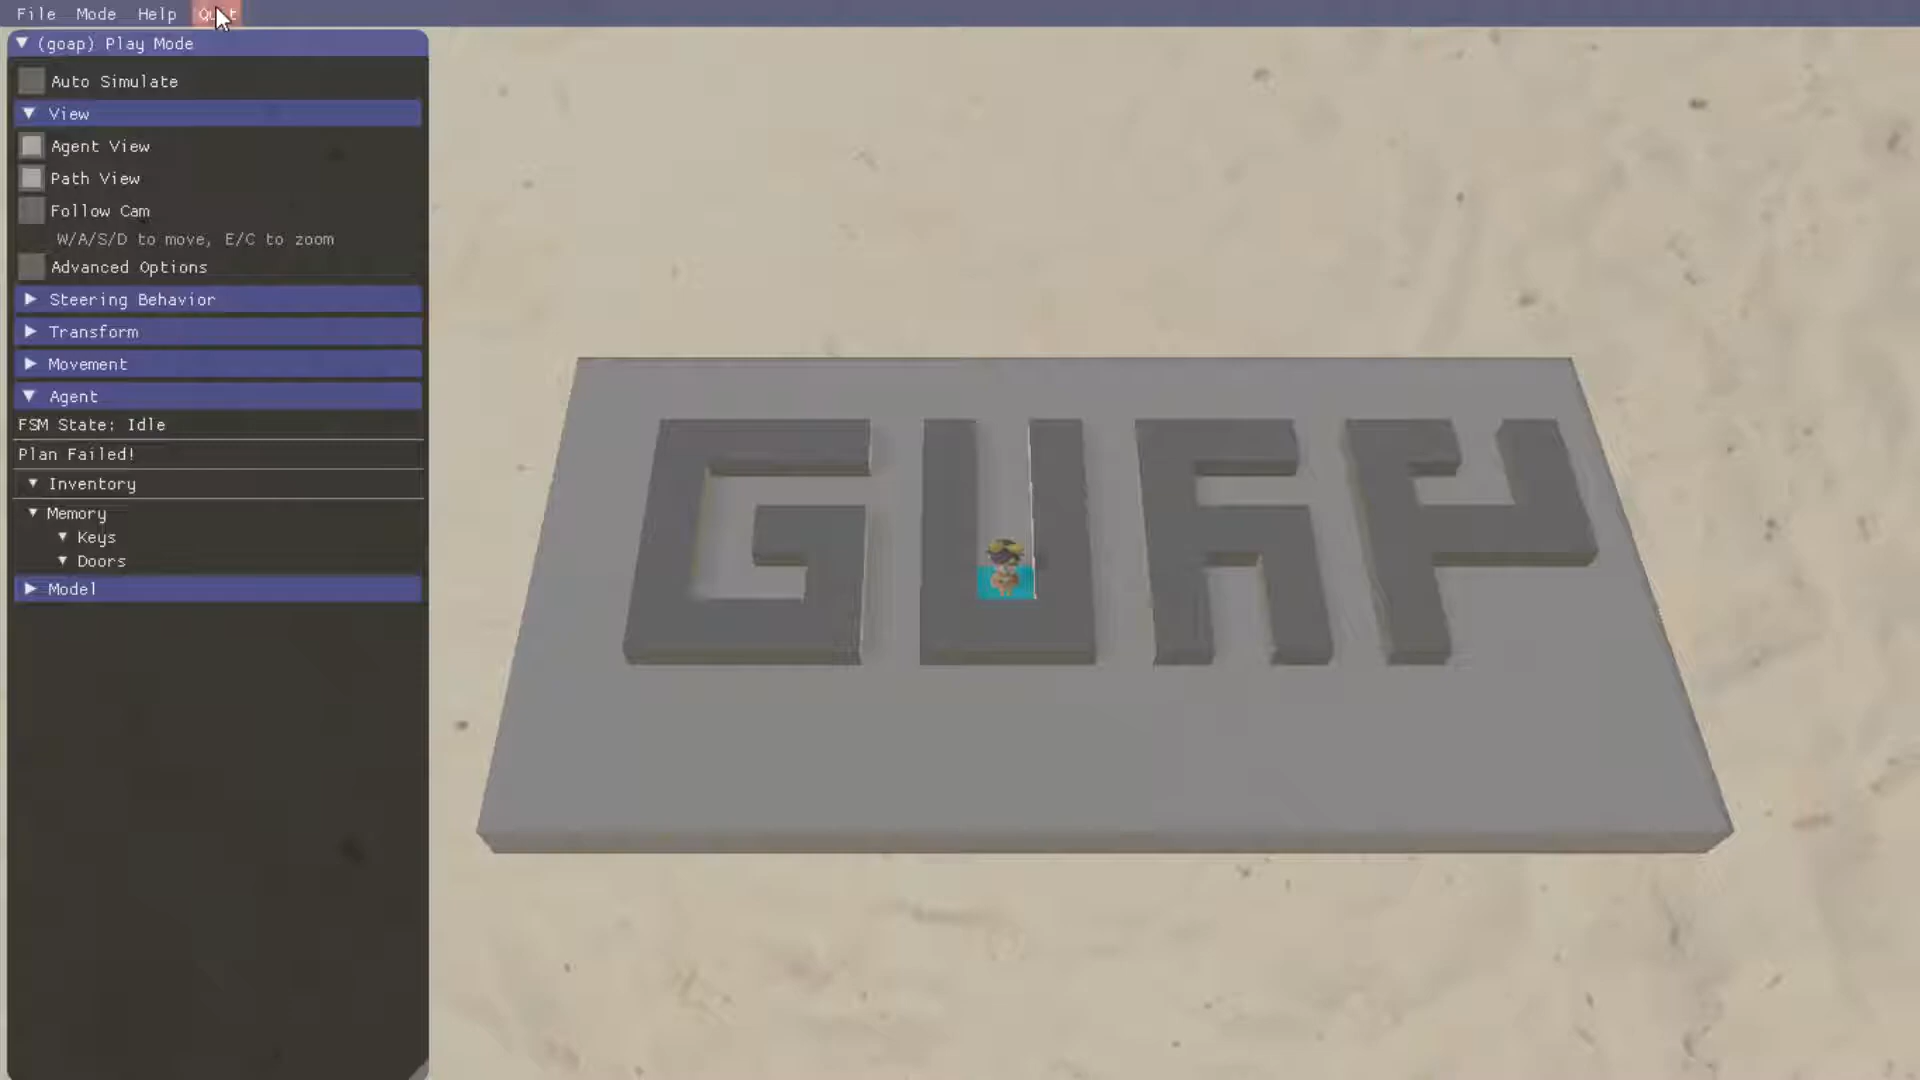 File Mode Help Quit
(goap) Play Mode
Auto Simulate
View
Agent View
Path View
Follow Cam
W/A/S/D to move, E/C to zoom
Advanced Options
Steering Behavior
Transform
Movement
Agent
FSM State: Idle
Plan Failed!
Inventory
Memory
Keys
Doors
Model